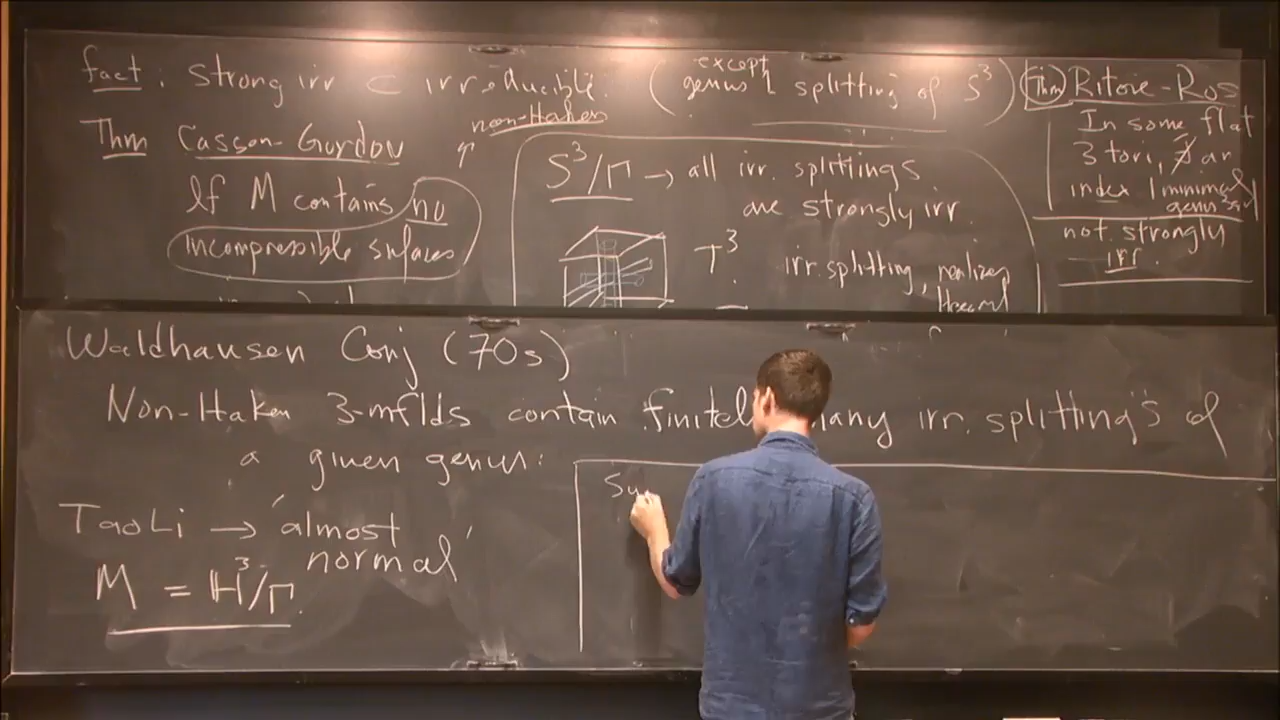 fact: Strong irr ⊂ irreducible. (except genus 1 splitting of S³)
non-Haken
Thm Casson-Gordon
If M contains no
incompressible surfaces
S³/Γ → all irr. splittings
are strongly irr.
T³ irr. splitting, realizes
Heegaard
Thm Ritore-Ros
In some flat
3 tori, ∄ an
index 1 minimal
genus 3
not strongly
irr.
Waldhausen Conj (70s)
Non-Haken 3-mflds contain finitely many irr. splitting's of
a given genus.
Tao Li → 'almost
normal'
M = H³/Γ.
Su